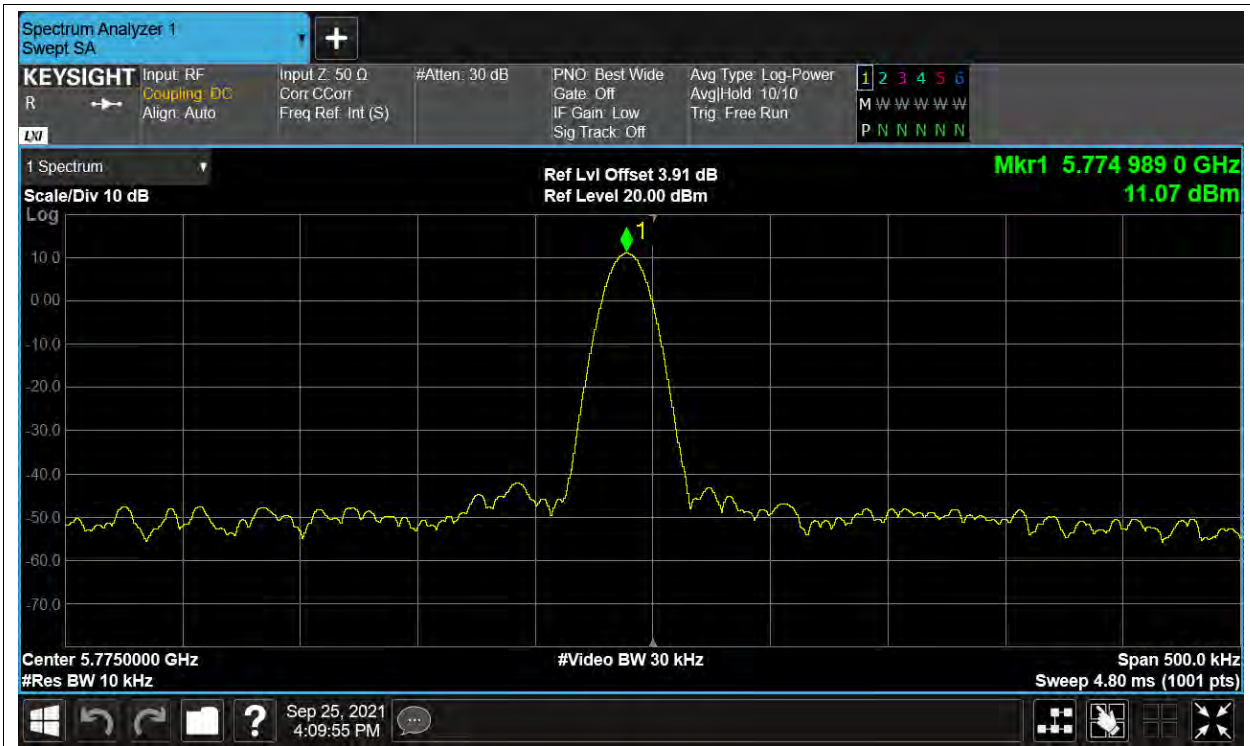 Spectrum Analyzer 1
Swept SA
KEYSIGHT Input: RF Input Z: 50 Ω #Atten: 30 dB PNO: Best Wide Avg Type: Log-Power 1 2 3 4 5 6
R Coupling: DC Corr CCorr Gate: Off Avg|Hold: 10/10 M W W W W W
Align: Auto Freq Ref: Int (S) IF Gain: Low Trig: Free Run
LXI Sig Track: Off P N N N N N
1 Spectrum Mkr1 5.774 989 0 GHz
Ref Lvl Offset 3.91 dB
Scale/Div 10 dB Ref Level 20.00 dBm 11.07 dBm
Log
1
10.0
0.00
-10.0
-20.0
-30.0
-40.0
-50.0
-60.0
-70.0
Center 5.7750000 GHz #Video BW 30 kHz Span 500.0 kHz
#Res BW 10 kHz Sweep 4.80 ms (1001 pts)
? Sep 25, 2021
4:09:55 PM